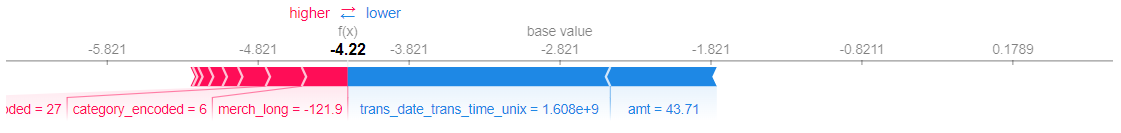 higher ⇄ lower
f(x) base value
-5.821 -4.821 -4.22 -3.821 -2.821 -1.821 -0.8211 0.1789
oded = 27 category_encoded = 6 merch_long = -121.9 trans_date_trans_time_unix = 1.608e+9 amt = 43.71